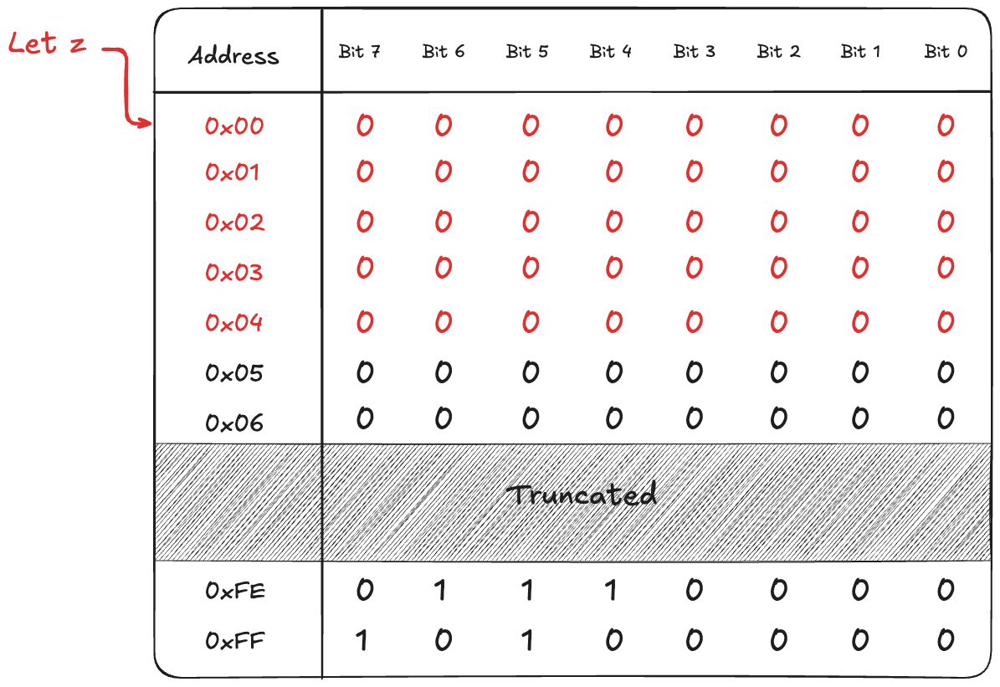 Let z
Address Bit 7 Bit 6 Bit 5 Bit 4 Bit 3 Bit 2 Bit 1 Bit 0
0x00 0 0 0 0 0 0 0 0
0x01 0 0 0 0 0 0 0 0
0x02 0 0 0 0 0 0 0 0
0x03 0 0 0 0 0 0 0 0
0x04 0 0 0 0 0 0 0 0
0x05 0 0 0 0 0 0 0 0
0x06 0 0 0 0 0 0 0 0
Truncated
0xFE 0 1 1 1 0 0 0 0
0xFF 1 0 1 0 0 0 0 0